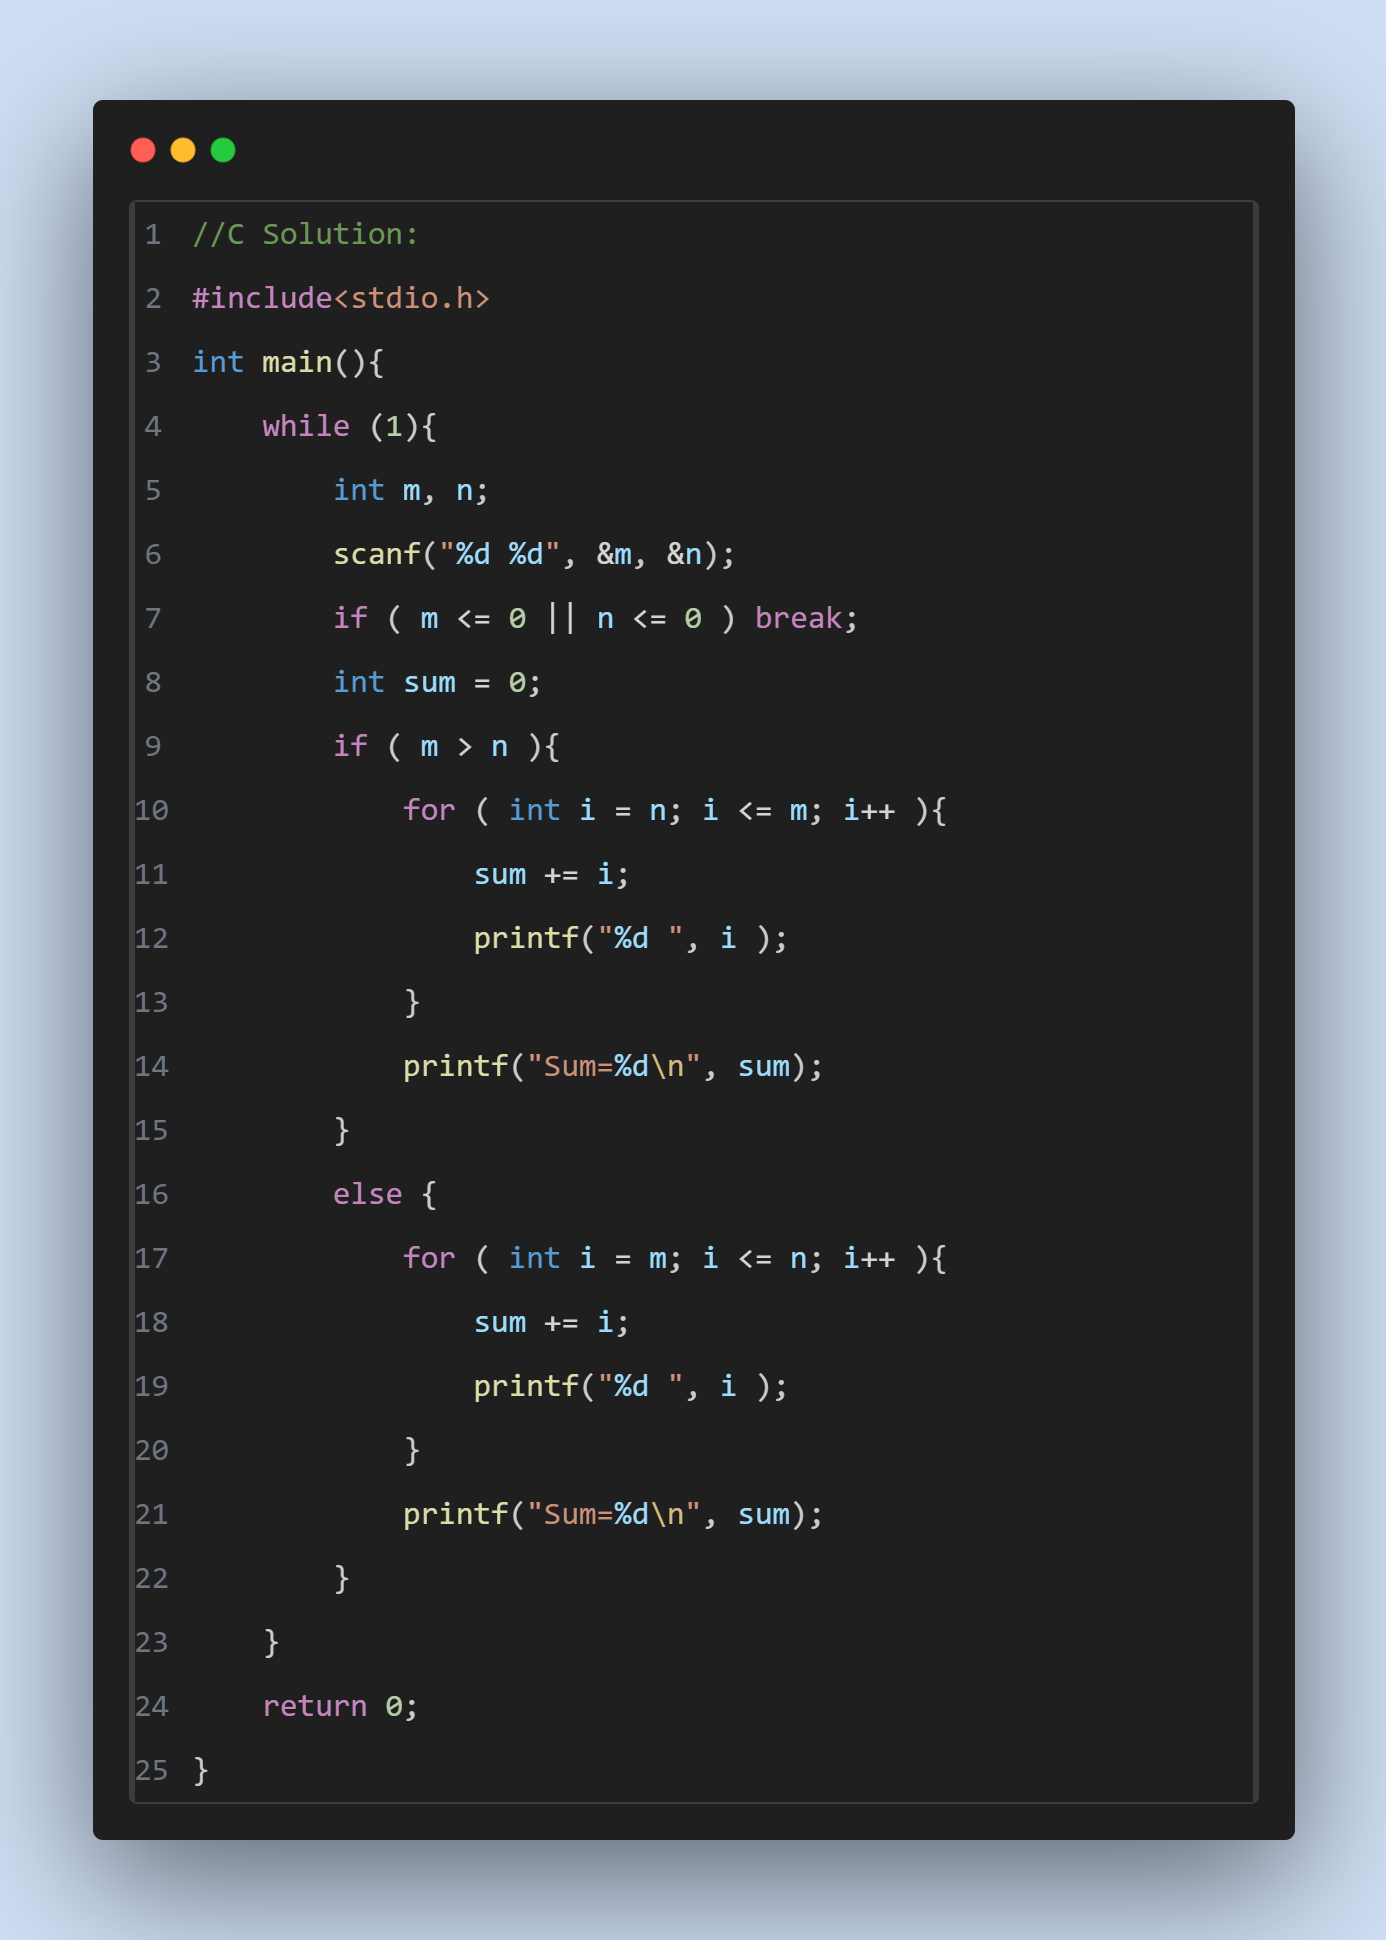 1 //C Solution:
2 #include<stdio.h>
3 int main(){
4     while (1){
5         int m, n;
6         scanf("%d %d", &m, &n);
7         if ( m <= 0 || n <= 0 ) break;
8         int sum = 0;
9         if ( m > n ){
10             for ( int i = n; i <= m; i++ ){
11                 sum += i;
12                 printf("%d ", i );
13             }
14             printf("Sum=%d\n", sum);
15         }
16         else {
17             for ( int i = m; i <= n; i++ ){
18                 sum += i;
19                 printf("%d ", i );
20             }
21             printf("Sum=%d\n", sum);
22         }
23     }
24     return 0;
25 }